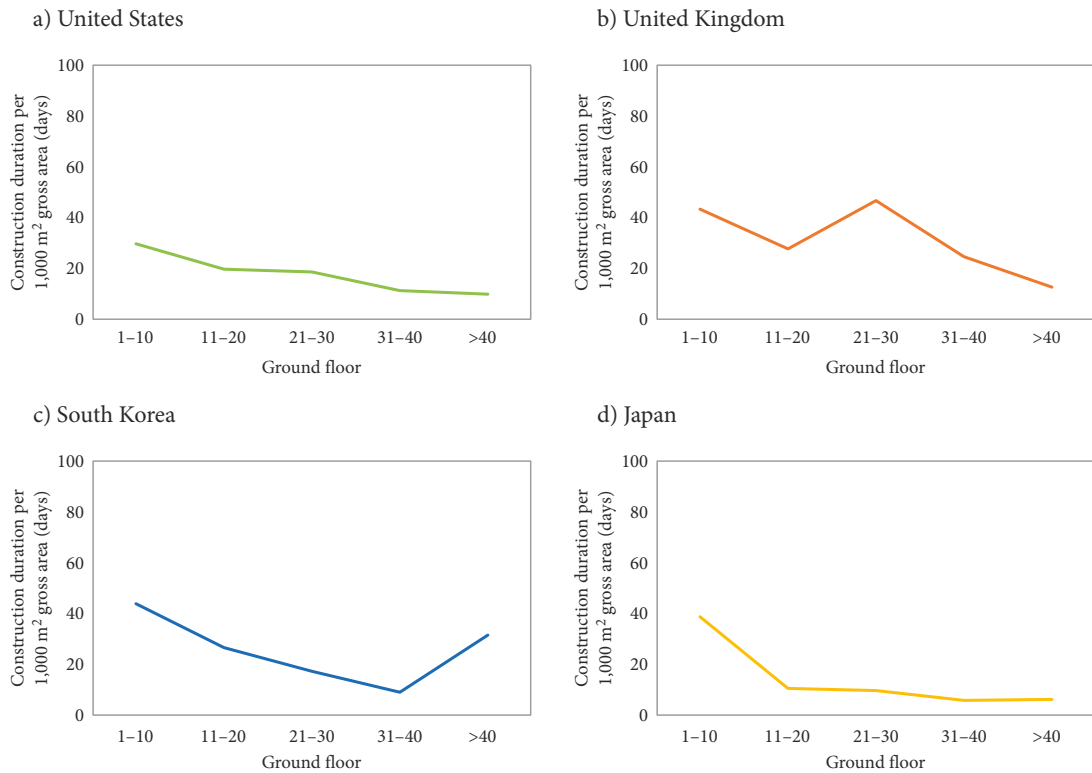 a) United States
Construction duration per
1,000 m² gross area (days)
100
80
60
40
20
0
1–10 11–20 21–30 31–40 >40
Ground floor
b) United Kingdom
Construction duration per
1,000 m² gross area (days)
100
80
60
40
20
0
1–10 11–20 21–30 31–40 >40
Ground floor
c) South Korea
Construction duration per
1,000 m² gross area (days)
100
80
60
40
20
0
1–10 11–20 21–30 31–40 >40
Ground floor
d) Japan
Construction duration per
1,000 m² gross area (days)
100
80
60
40
20
0
1–10 11–20 21–30 31–40 >40
Ground floor